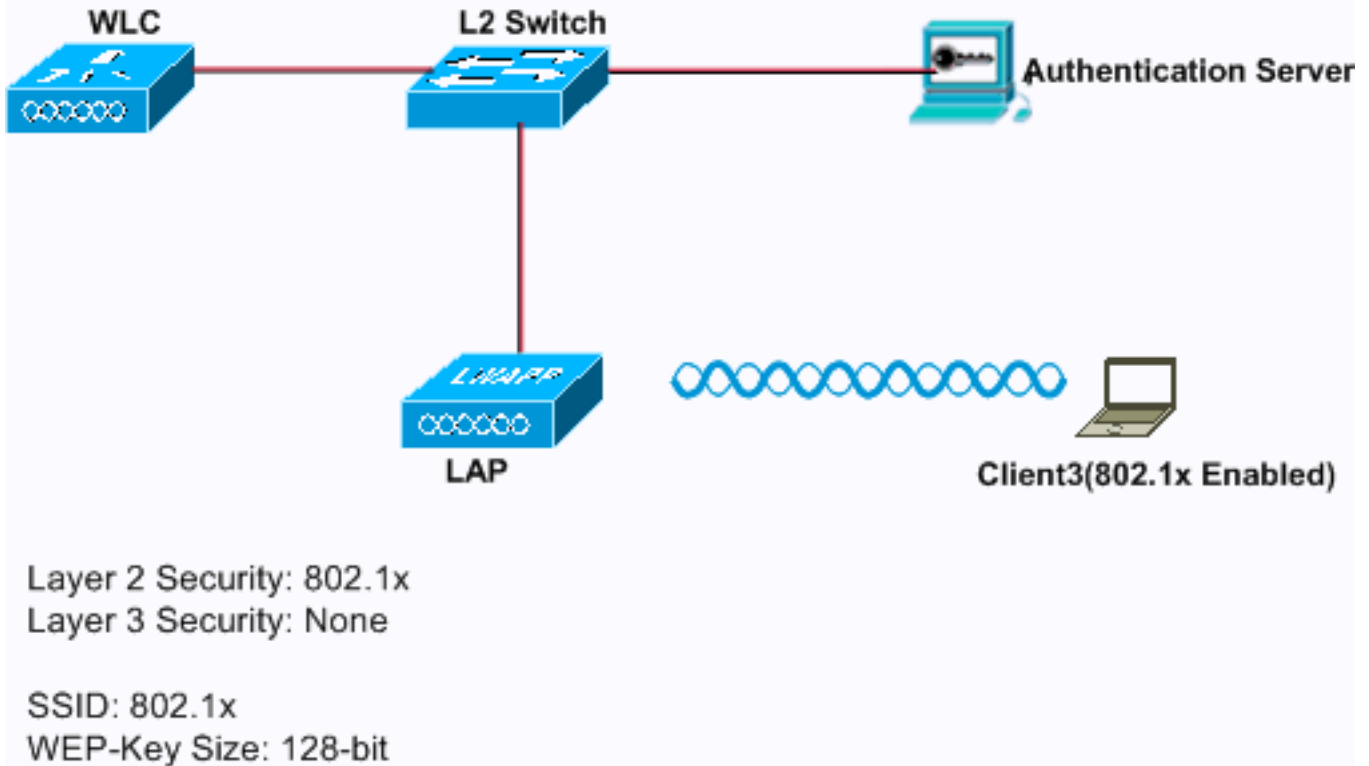 WLC
L2 Switch
Authentication Server
LWAPP
LAP
Client3(802.1x Enabled)
Layer 2 Security: 802.1x
Layer 3 Security: None
SSID: 802.1x
WEP-Key Size: 128-bit